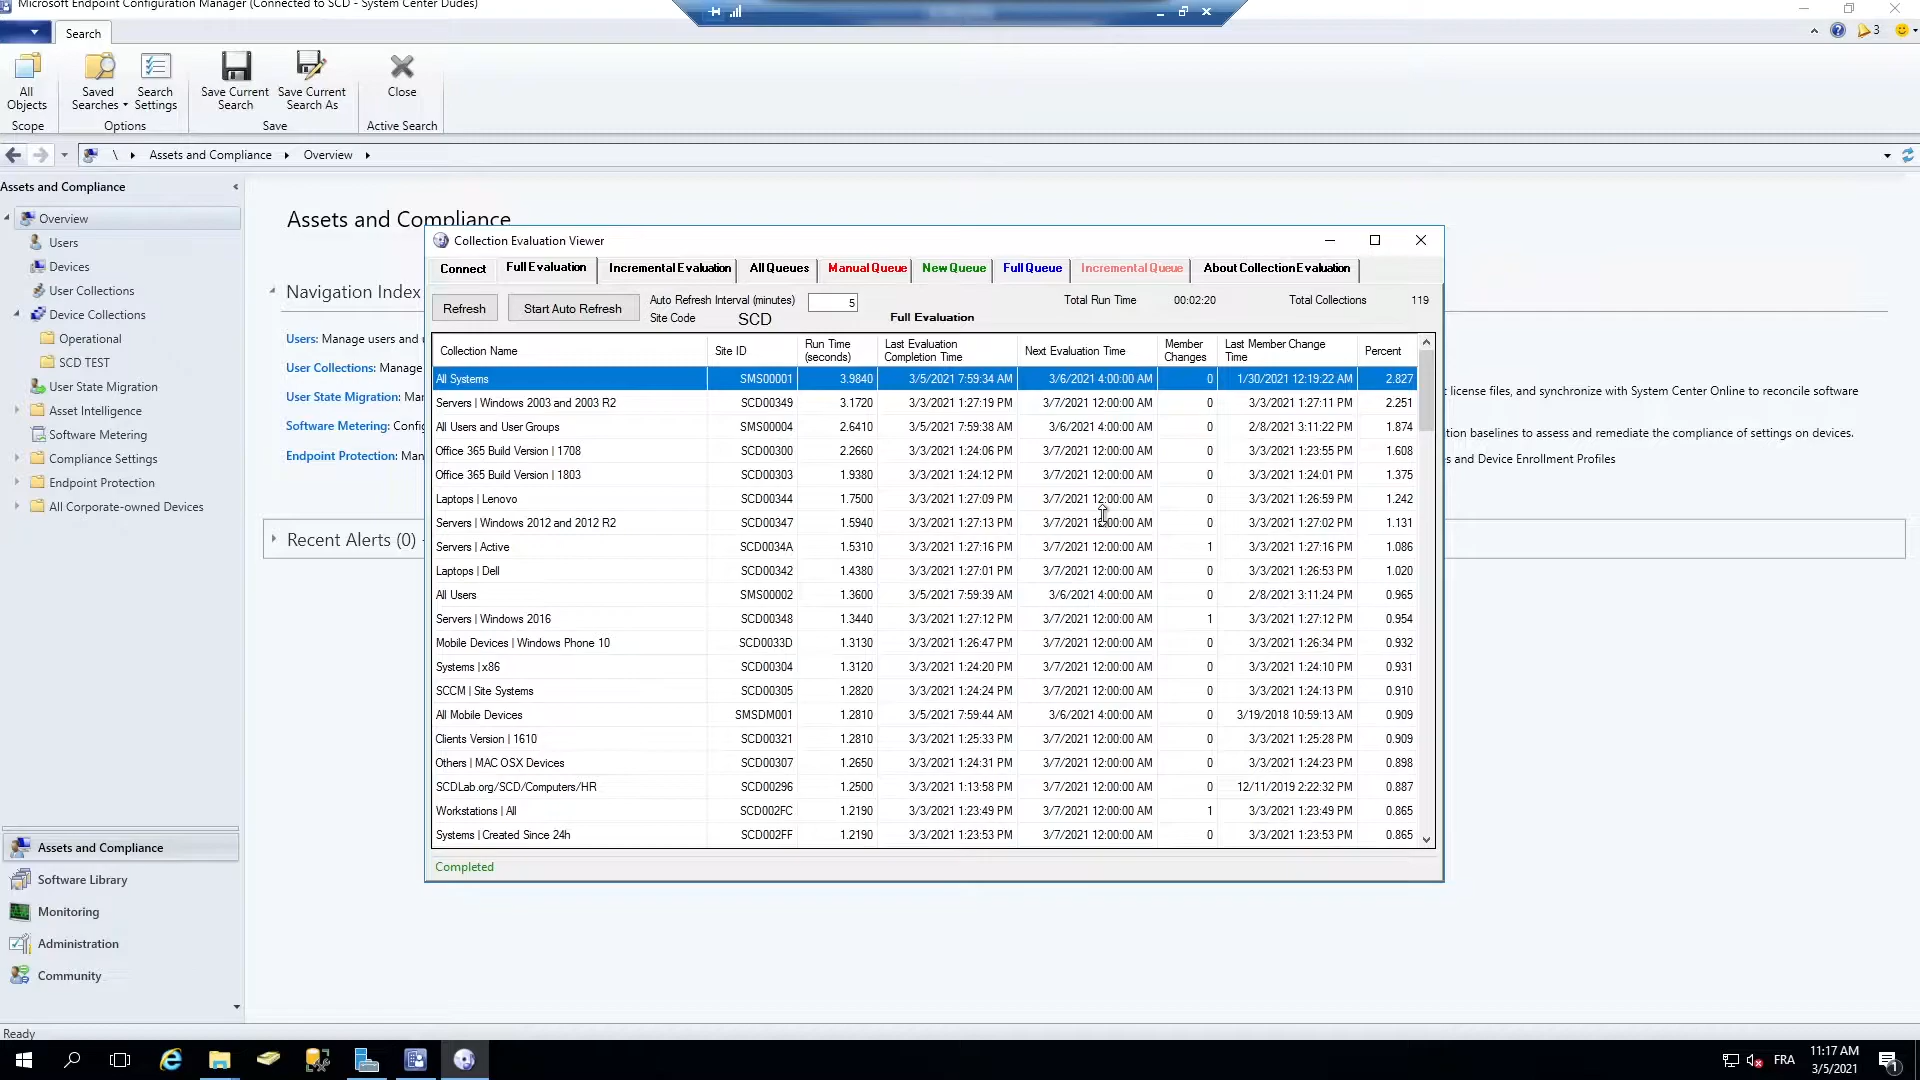 Microsoft Endpoint Configuration Manager (Connected to SCD - System Center Dudes)
Search
3
All Objects
Saved Searches
Search Settings
Save Current Search
Save Current Search As
Close
Scope
Options
Save
Active Search
\ Assets and Compliance Overview
Assets and Compliance
Overview
Users
Devices
User Collections
Device Collections
Operational
SCD TEST
User State Migration
Asset Intelligence
Software Metering
Compliance Settings
Endpoint Protection
All Corporate-owned Devices
Assets and Compliance
Software Library
Monitoring
Administration
Community
Assets and Compliance
Navigation Index
Users: Manage users and
User Collections: Manage
User State Migration: Mar
Software Metering: Config
Endpoint Protection: Man
Recent Alerts (0) -
t license files, and synchronize with System Center Online to reconcile software
tion baselines to assess and remediate the compliance of settings on devices.
s and Device Enrollment Profiles
Collection Evaluation Viewer
Connect Full Evaluation Incremental Evaluation All Queues Manual Queue New Queue Full Queue Incremental Queue About Collection Evaluation
Refresh Start Auto Refresh Auto Refresh Interval (minutes) 5 Total Run Time 00:02:20 Total Collections 119
Site Code SCD Full Evaluation
Collection Name Site ID Run Time (seconds) Last Evaluation Completion Time Next Evaluation Time Member Changes Last Member Change Time Percent
All Systems SMS00001 3.9840 3/5/2021 7:59:34 AM 3/6/2021 4:00:00 AM 0 1/30/2021 12:19:22 AM 2.827
Servers | Windows 2003 and 2003 R2 SCD00349 3.1720 3/3/2021 1:27:19 PM 3/7/2021 12:00:00 AM 0 3/3/2021 1:27:11 PM 2.251
All Users and User Groups SMS00004 2.6410 3/5/2021 7:59:38 AM 3/6/2021 4:00:00 AM 0 2/8/2021 3:11:22 PM 1.874
Office 365 Build Version | 1708 SCD00300 2.2660 3/3/2021 1:24:06 PM 3/7/2021 12:00:00 AM 0 3/3/2021 1:23:55 PM 1.608
Office 365 Build Version | 1803 SCD00303 1.9380 3/3/2021 1:24:12 PM 3/7/2021 12:00:00 AM 0 3/3/2021 1:24:01 PM 1.375
Laptops | Lenovo SCD00344 1.7500 3/3/2021 1:27:09 PM 3/7/2021 12:00:00 AM 0 3/3/2021 1:26:59 PM 1.242
Servers | Windows 2012 and 2012 R2 SCD00347 1.5940 3/3/2021 1:27:13 PM 3/7/2021 12:00:00 AM 0 3/3/2021 1:27:02 PM 1.131
Servers | Active SCD0034A 1.5310 3/3/2021 1:27:16 PM 3/7/2021 12:00:00 AM 1 3/3/2021 1:27:16 PM 1.086
Laptops | Dell SCD00342 1.4380 3/3/2021 1:27:01 PM 3/7/2021 12:00:00 AM 0 3/3/2021 1:26:53 PM 1.020
All Users SMS00002 1.3600 3/5/2021 7:59:39 AM 3/6/2021 4:00:00 AM 0 2/8/2021 3:11:24 PM 0.965
Servers | Windows 2016 SCD00348 1.3440 3/3/2021 1:27:12 PM 3/7/2021 12:00:00 AM 1 3/3/2021 1:27:12 PM 0.954
Mobile Devices | Windows Phone 10 SCD0033D 1.3130 3/3/2021 1:26:47 PM 3/7/2021 12:00:00 AM 0 3/3/2021 1:26:34 PM 0.932
Systems | x86 SCD00304 1.3120 3/3/2021 1:24:20 PM 3/7/2021 12:00:00 AM 0 3/3/2021 1:24:10 PM 0.931
SCCM | Site Systems SCD00305 1.2820 3/3/2021 1:24:24 PM 3/7/2021 12:00:00 AM 0 3/3/2021 1:24:13 PM 0.910
All Mobile Devices SMSDM001 1.2810 3/5/2021 7:59:44 AM 3/6/2021 4:00:00 AM 0 3/19/2018 10:59:13 AM 0.909
Clients Version | 1610 SCD00321 1.2810 3/3/2021 1:25:33 PM 3/7/2021 12:00:00 AM 0 3/3/2021 1:25:28 PM 0.909
Others | MAC OSX Devices SCD00307 1.2650 3/3/2021 1:24:31 PM 3/7/2021 12:00:00 AM 0 3/3/2021 1:24:23 PM 0.898
SCDLab.org/SCD/Computers/HR SCD00296 1.2500 3/3/2021 1:13:58 PM 3/7/2021 12:00:00 AM 0 12/11/2019 2:22:32 PM 0.887
Workstations | All SCD002FC 1.2190 3/3/2021 1:23:49 PM 3/7/2021 12:00:00 AM 1 3/3/2021 1:23:49 PM 0.865
Systems | Created Since 24h SCD002FF 1.2190 3/3/2021 1:23:53 PM 3/7/2021 12:00:00 AM 0 3/3/2021 1:23:53 PM 0.865
Completed
Ready
FRA
11:17 AM
3/5/2021
1